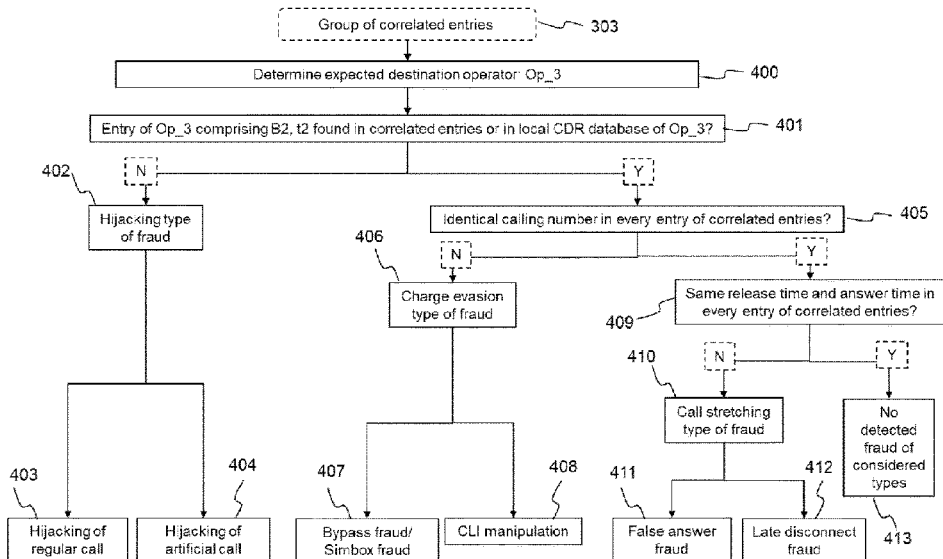 Group of correlated entries
303
Determine expected destination operator: Op_3
400
Entry of Op_3 comprising B2, t2 found in correlated entries or in local CDR database of Op_3?
401
402
N
Y
Hijacking type
of fraud
Identical calling number in every entry of correlated entries?
405
406
N
Y
Charge evasion
type of fraud
Same release time and answer time in
every entry of correlated entries?
409
410
N
Y
Call stretching
type of fraud
No
detected
fraud of
considered
types
403
404
407
408
411
412
413
Hijacking of
regular call
Hijacking of
artificial call
Bypass fraud/
Simbox fraud
CLI manipulation
False answer
fraud
Late disconnect
fraud